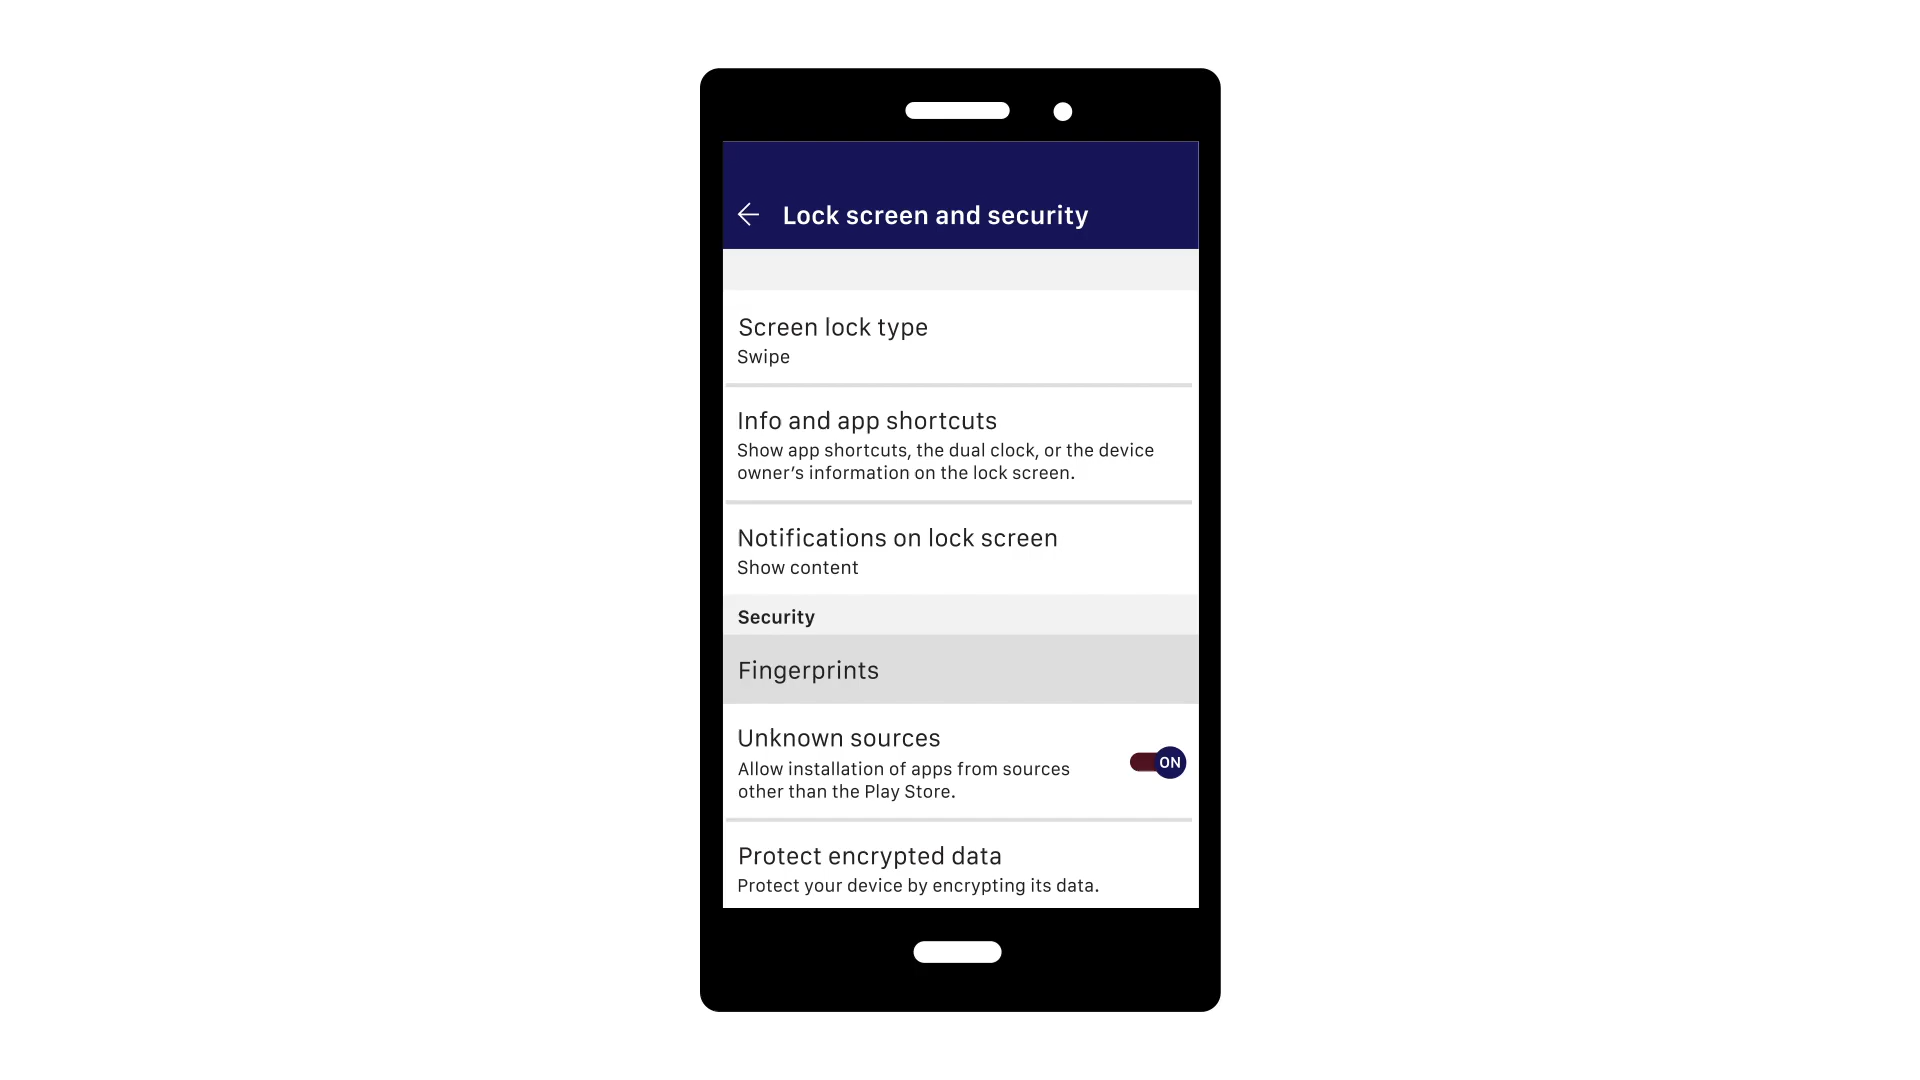 Lock screen and security
Screen lock type
Swipe
Info and app shortcuts
Show app shortcuts, the dual clock, or the device
owner’s information on the lock screen.
Notifications on lock screen
Show content
Security
Fingerprints
Unknown sources
Allow installation of apps from sources
other than the Play Store.
ON
Protect encrypted data
Protect your device by encrypting its data.